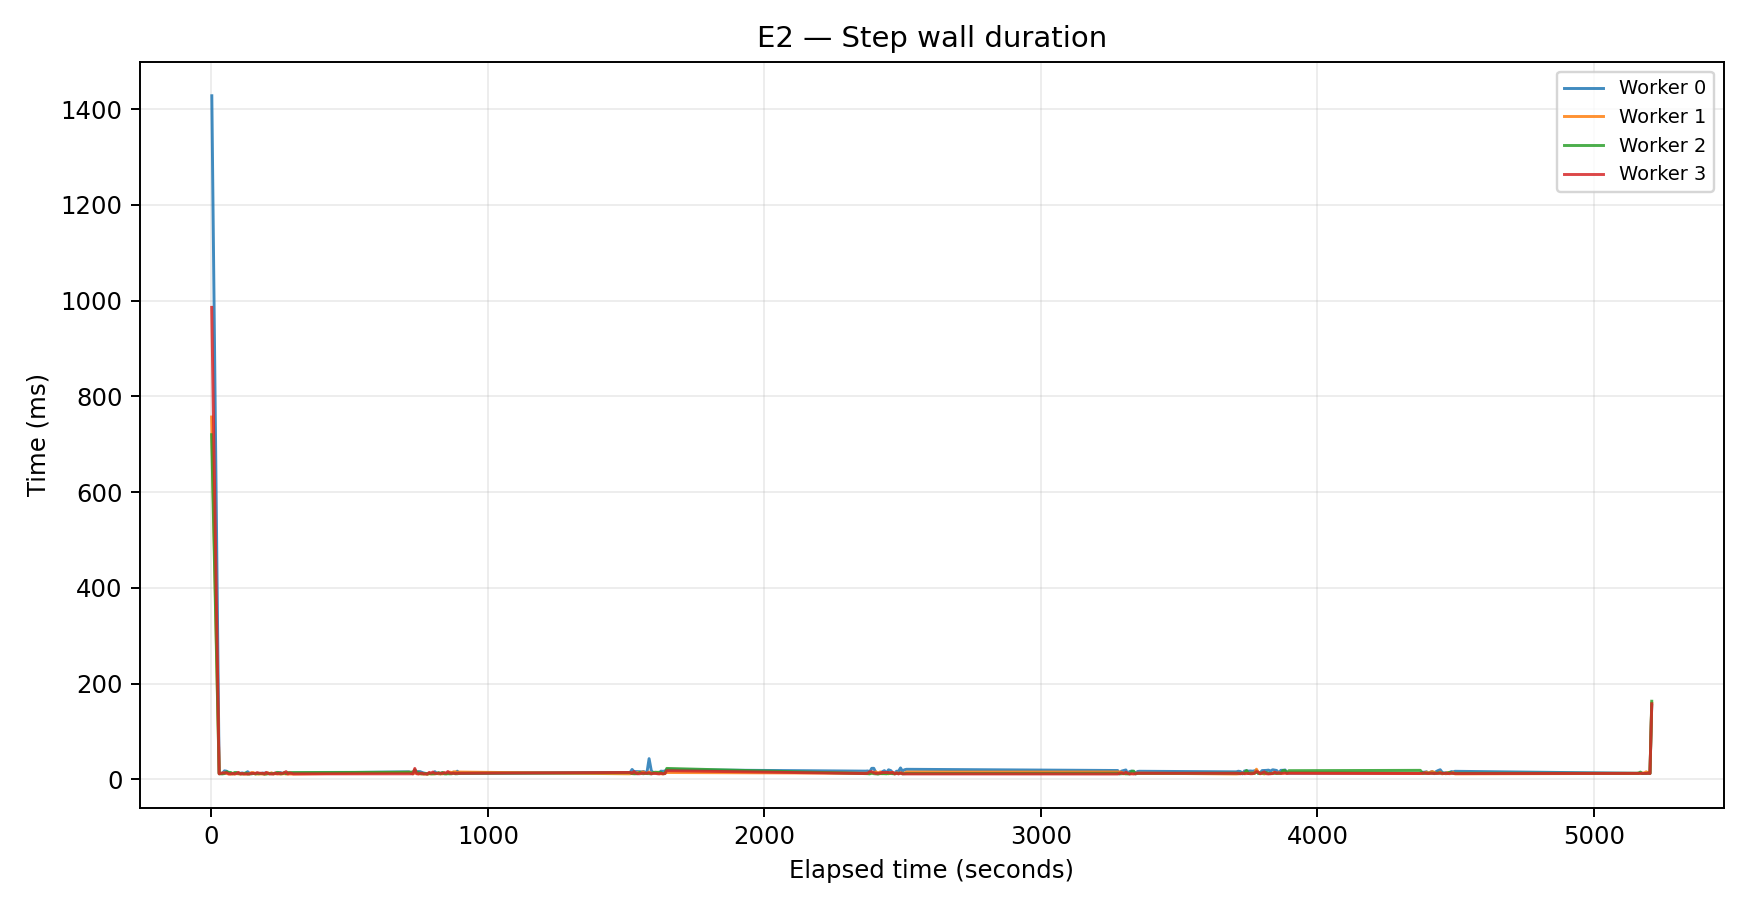 E2 — Step wall duration
Time (ms)
1400
1200
1000
800
600
400
200
0
Worker 0
Worker 1
Worker 2
Worker 3
0
1000
2000
3000
4000
5000
Elapsed time (seconds)